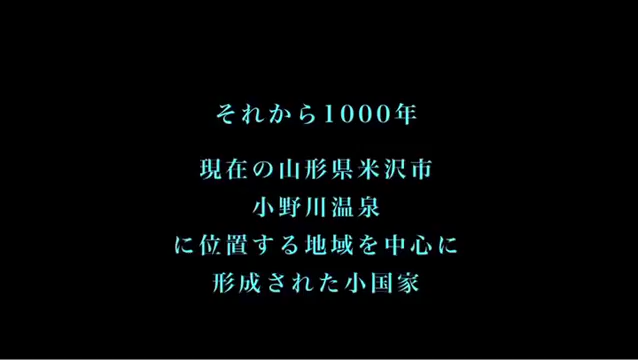 それから1000年
現在の山形県米沢市
小野川温泉
に位置する地域を中心に
形成された小国家